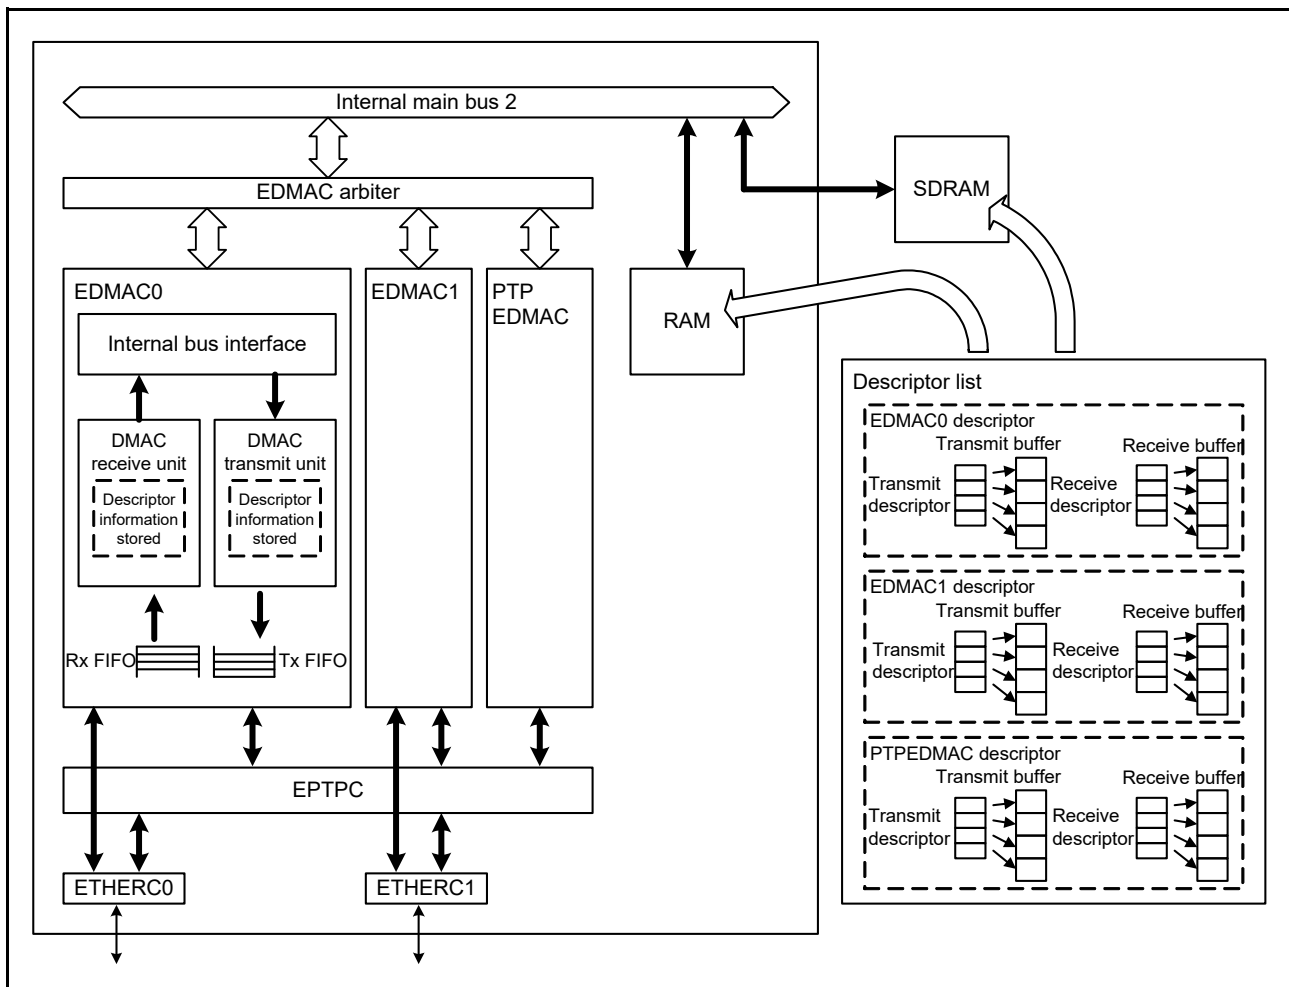 Internal main bus 2
EDMAC arbiter
SDRAM
EDMAC0
EDMAC1
PTP
EDMAC
RAM
Internal bus interface
DMAC
receive unit
Descriptor
information
stored
DMAC
transmit unit
Descriptor
information
stored
Rx FIFO
Tx FIFO
EPTPC
ETHERC0
ETHERC1
Descriptor list
EDMAC0 descriptor
Transmit buffer
Receive buffer
Transmit
descriptor
Receive
descriptor
EDMAC1 descriptor
Transmit buffer
Receive buffer
Transmit
descriptor
Receive
descriptor
PTPEDMAC descriptor
Transmit buffer
Receive buffer
Transmit
descriptor
Receive
descriptor